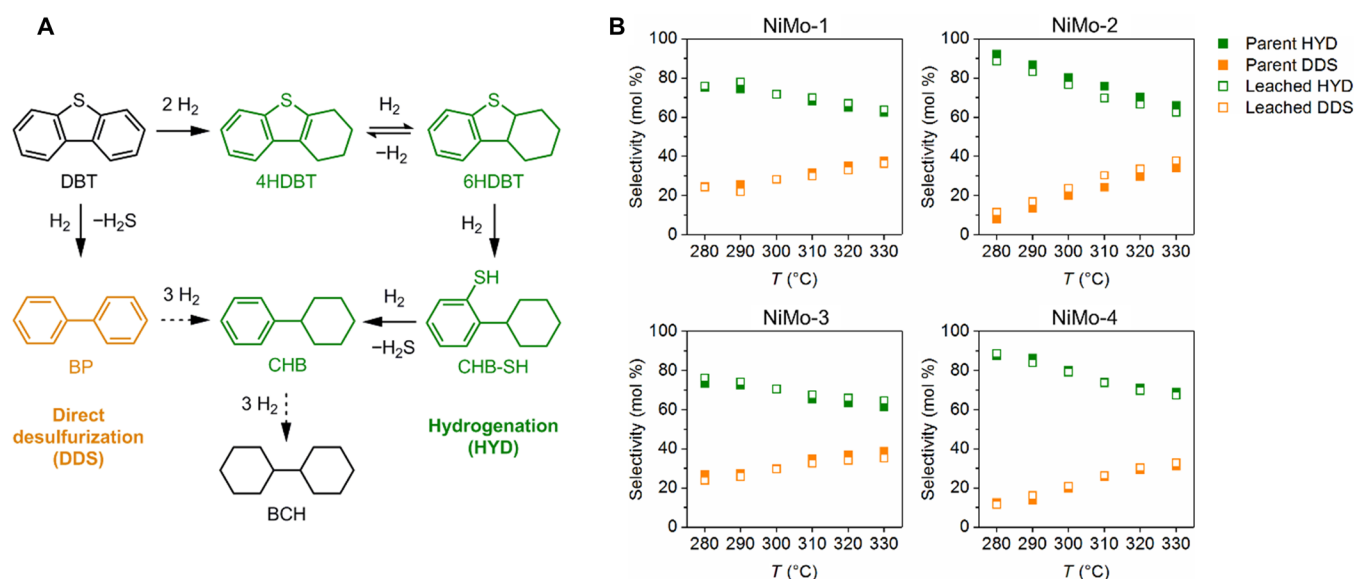 A
S
2 H₂
S
H₂
−H₂
S
DBT
4HDBT
6HDBT
H₂
−H₂S
H₂
SH
3 H₂
H₂
−H₂S
BP
CHB
CHB-SH
3 H₂
Direct
desulfurization
(DDS)
Hydrogenation
(HYD)
BCH
B
NiMo-1
Selectivity (mol %)
100
80
60
40
20
0
280 290 300 310 320 330
T (°C)
NiMo-2
Selectivity (mol %)
100
80
60
40
20
0
280 290 300 310 320 330
T (°C)
Parent HYD
Parent DDS
Leached HYD
Leached DDS
NiMo-3
Selectivity (mol %)
100
80
60
40
20
0
280 290 300 310 320 330
T (°C)
NiMo-4
Selectivity (mol %)
100
80
60
40
20
0
280 290 300 310 320 330
T (°C)